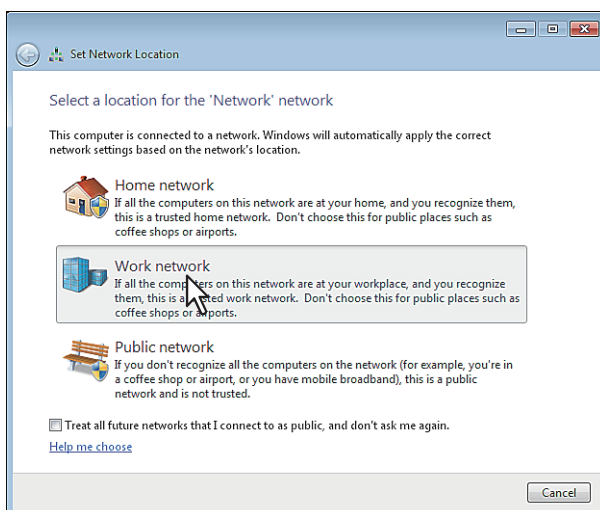 Set Network Location
Select a location for the 'Network' network
This computer is connected to a network. Windows will automatically apply the correct
network settings based on the network's location.
Home network
If all the computers on this network are at your home, and you recognize them,
this is a trusted home network.  Don't choose this for public places such as
coffee shops or airports.
Work network
If all the computers on this network are at your workplace, and you recognize
them, this is a trusted work network.  Don't choose this for public places such as
coffee shops or airports.
Public network
If you don't recognize all the computers on the network (for example, you're in
a coffee shop or airport, or you have mobile broadband), this is a public
network and is not trusted.
Treat all future networks that I connect to as public, and don't ask me again.
Help me choose
Cancel